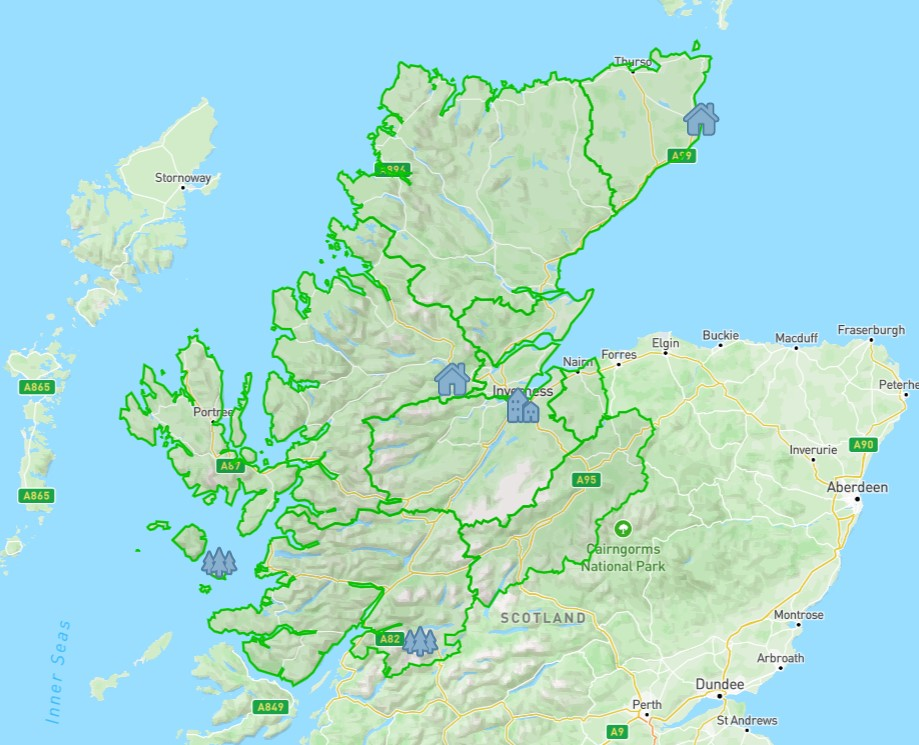 Thurso
A99
A894
Stornoway
Buckie
Macduff
Fraserburgh
Elgin
Forres
Nairn
A865
Peterhe
Inverness
Portree
A90
Inverurie
A87
A95
A865
Aberdeen
Cairngorms
National Park
SCOTLAND
Montrose
Inner Seas
A82
Arbroath
Dundee
A849
Perth
St Andrews
A9